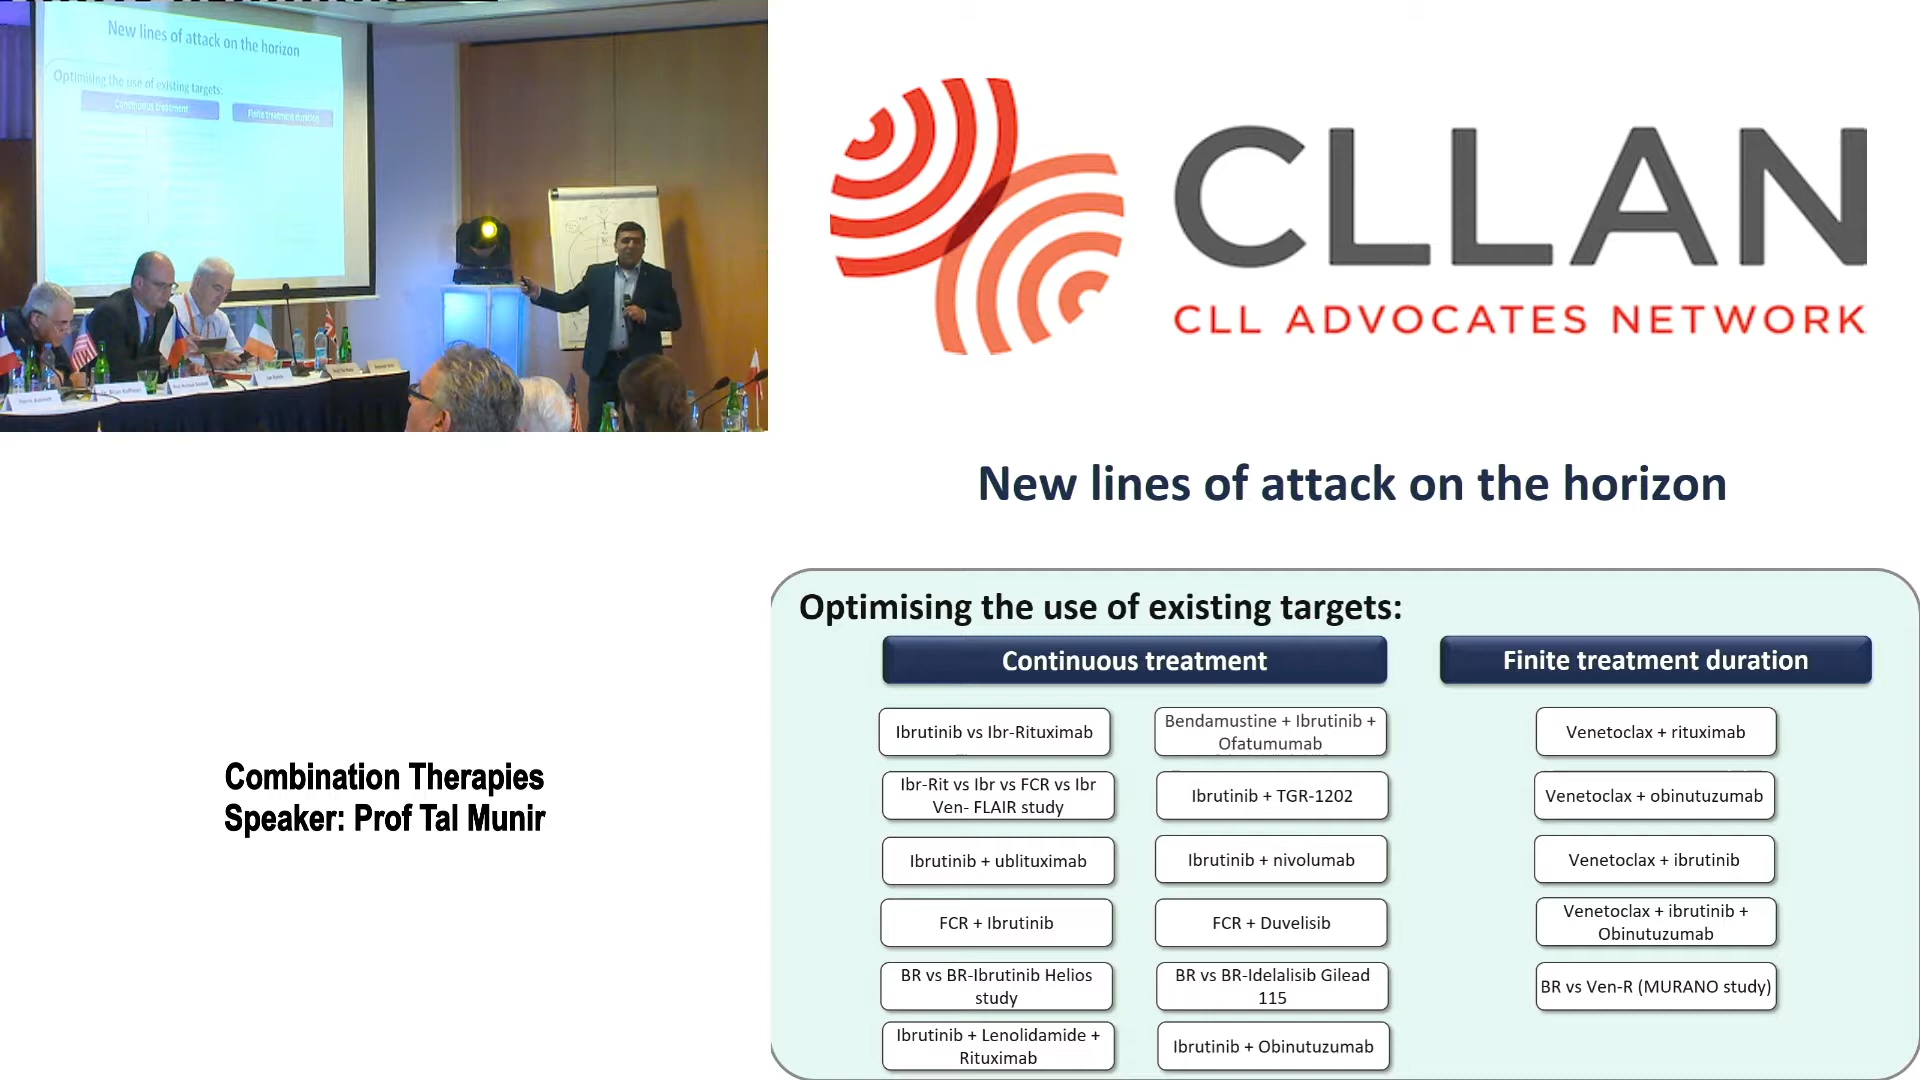 New lines of attack on the horizon
Optimising the use of existing targets:
Continuous treatment
Finite treatment duration
CLLAN
CLL ADVOCATES NETWORK
New lines of attack on the horizon
Optimising the use of existing targets:
Continuous treatment
Finite treatment duration
Ibrutinib vs Ibr-Rituximab
Bendamustine + Ibrutinib +
Ofatumumab
Venetoclax + rituximab
Ibr-Rit vs Ibr vs FCR vs Ibr
Ven- FLAIR study
Ibrutinib + TGR-1202
Venetoclax + obinutuzumab
Ibrutinib + ublituximab
Ibrutinib + nivolumab
Venetoclax + ibrutinib
FCR + Ibrutinib
FCR + Duvelisib
Venetoclax + ibrutinib +
Obinutuzumab
BR vs BR-Ibrutinib Helios
study
BR vs BR-Idelalisib Gilead
115
BR vs Ven-R (MURANO study)
Ibrutinib + Lenolidamide +
Rituximab
Ibrutinib + Obinutuzumab
Combination Therapies
Speaker: Prof Tal Munir